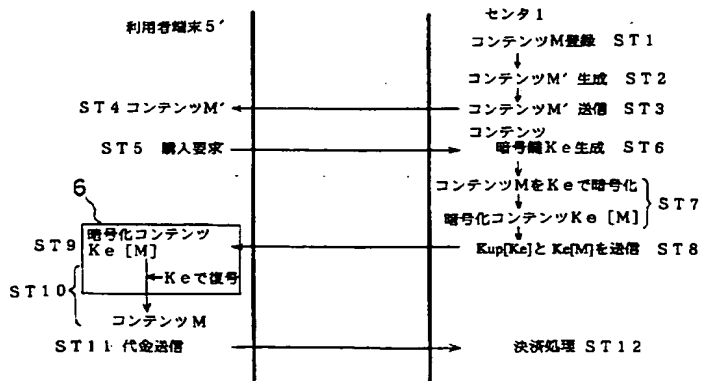 センタ1
利用者端末5′
コンテンツM登録 ST1
コンテンツM′生成 ST2
ST4 コンテンツM′
コンテンツM′送信 ST3
ST5 購入要求
コンテンツ
暗号鍵Ke生成 ST6
6
コンテンツMをKeで暗号化
ST7
暗号化コンテンツKe [M]
ST9
暗号化コンテンツ
Ke [M]
Kup[Ke]とKe[M]を送信 ST8
ST10
Keで復号
コンテンツM
ST11 代金送信
決済処理 ST12